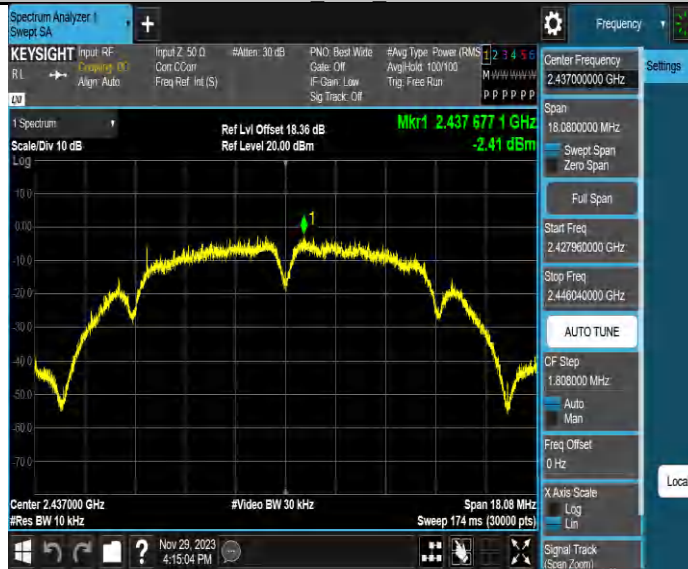 Spectrum Analyzer 1
Swept SA
+
Frequency
KEYSIGHT
R L
Input: RF
Coupling: DC
Align: Auto
Input Z: 50 Ω
Corr CCorr
Freq Ref: Int (S)
#Atten: 30 dB
PNO: Best Wide
Gate: Off
IF Gain: Low
Sig Track: Off
#Avg Type: Power (RMS
Avg|Hold: 100/100
Trig: Free Run
1 2 3 4 5 6
M W W W W W
P P P P P P
1 Spectrum
Scale/Div 10 dB
Ref Lvl Offset 18.36 dB
Ref Level 20.00 dBm
Mkr1 2.437 677 1 GHz
-2.41 dBm
Log
10.0
0.00
-10.0
-20.0
-30.0
-40.0
-50.0
-60.0
-70.0
1
Center 2.437000 GHz
#Res BW 10 kHz
#Video BW 30 kHz
Span 18.08 MHz
Sweep 174 ms (30000 pts)
Nov 29, 2023
4:15:04 PM
Center Frequency
2.437000000 GHz
Settings
Span
18.0800000 MHz
Swept Span
Zero Span
Full Span
Start Freq
2.427960000 GHz
Stop Freq
2.446040000 GHz
AUTO TUNE
CF Step
1.808000 MHz
Auto
Man
Freq Offset
0 Hz
X Axis Scale
Log
Lin
Signal Track
(Span Zoom)
Loca